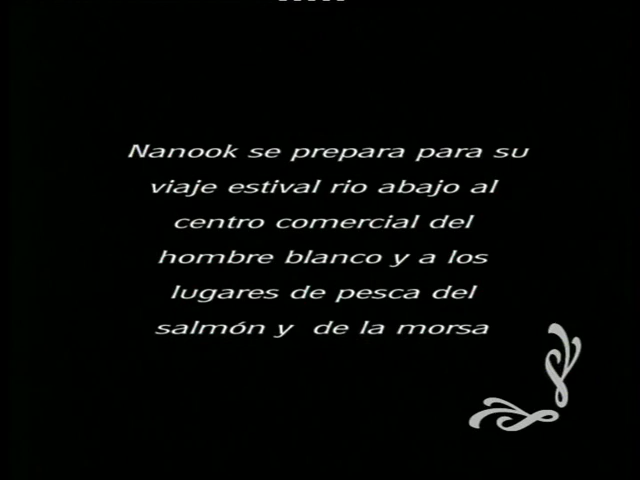 Nanook se prepara para su
viaje estival rio abajo al
centro comercial del
hombre blanco y a los
lugares de pesca del
salmón y de la morsa